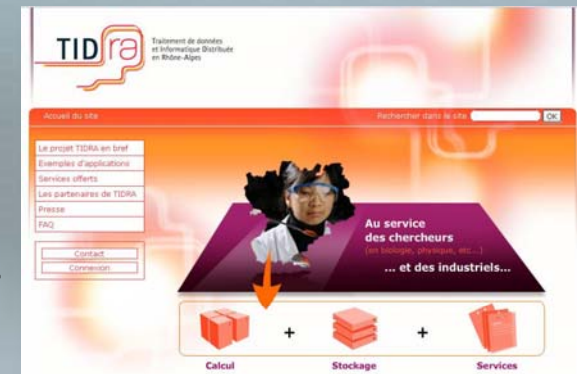 TIDra
Traitement de données
et Informatique Distribuée
en Rhône-Alpes
Accueil du site
Rechercher dans le site
OK
Le projet TIDRA en bref
Exemples d'applications
Services offerts
Les partenaires de TIDRA
Presse
FAQ
Contact
Connexion
Au service
des chercheurs
(en biologie, physique, etc...)
... et des industriels...
+
+
Calcul
Stockage
Services